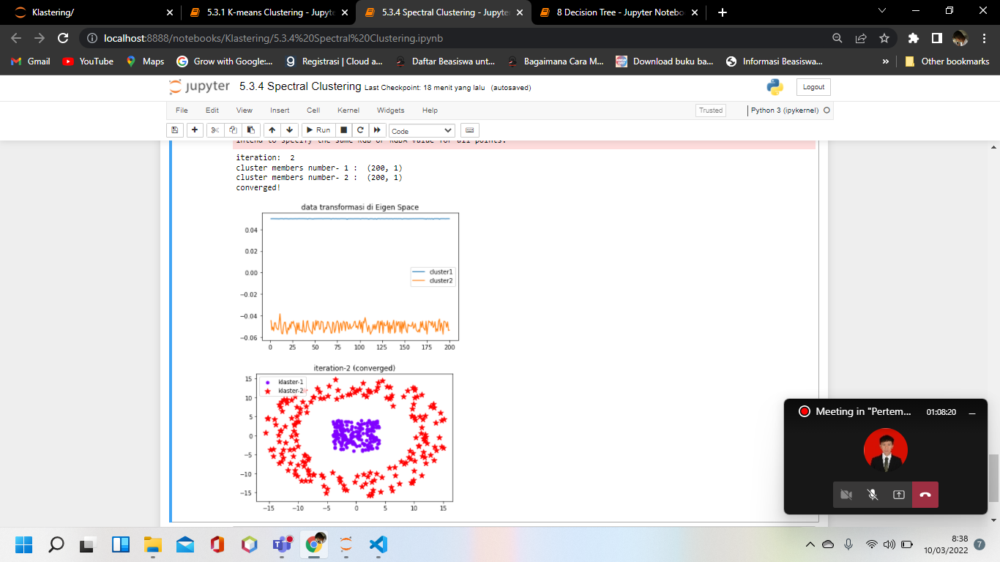 Klastering/
5.3.1 K-means Clustering - Jupyte
5.3.4 Spectral Clustering - Jupyte
8 Decision Tree - Jupyter Notebo
localhost:8888/notebooks/Klastering/5.3.4%20Spectral%20Clustering.ipynb
Gmail
YouTube
Maps
Grow with Google:...
Registrasi | Cloud a...
Daftar Beasiswa unt...
Bagaimana Cara M...
Download buku ba...
Informasi Beasiswa...
»
Other bookmarks
jupyter 5.3.4 Spectral Clustering Last Checkpoint: 18 menit yang lalu (autosaved)
Logout
File Edit View Insert Cell Kernel Widgets Help
Trusted
Python 3 (ipykernel)
Run
Code
intend to specify the same RGB or RGBA value for all points.
iteration: 2
cluster members number- 1 : (200, 1)
cluster members number- 2 : (200, 1)
converged!
data transformasi di Eigen Space
0.04
0.02
0.00
−0.02
−0.04
−0.06
cluster1
cluster2
0 25 50 75 100 125 150 175 200
iteration-2 (converged)
klaster-1
klaster-2
15
10
5
0
−5
−10
−15
−15 −10 −5 0 5 10 15
Meeting in "Pertem...
01:08:20
8:38
10/03/2022
7